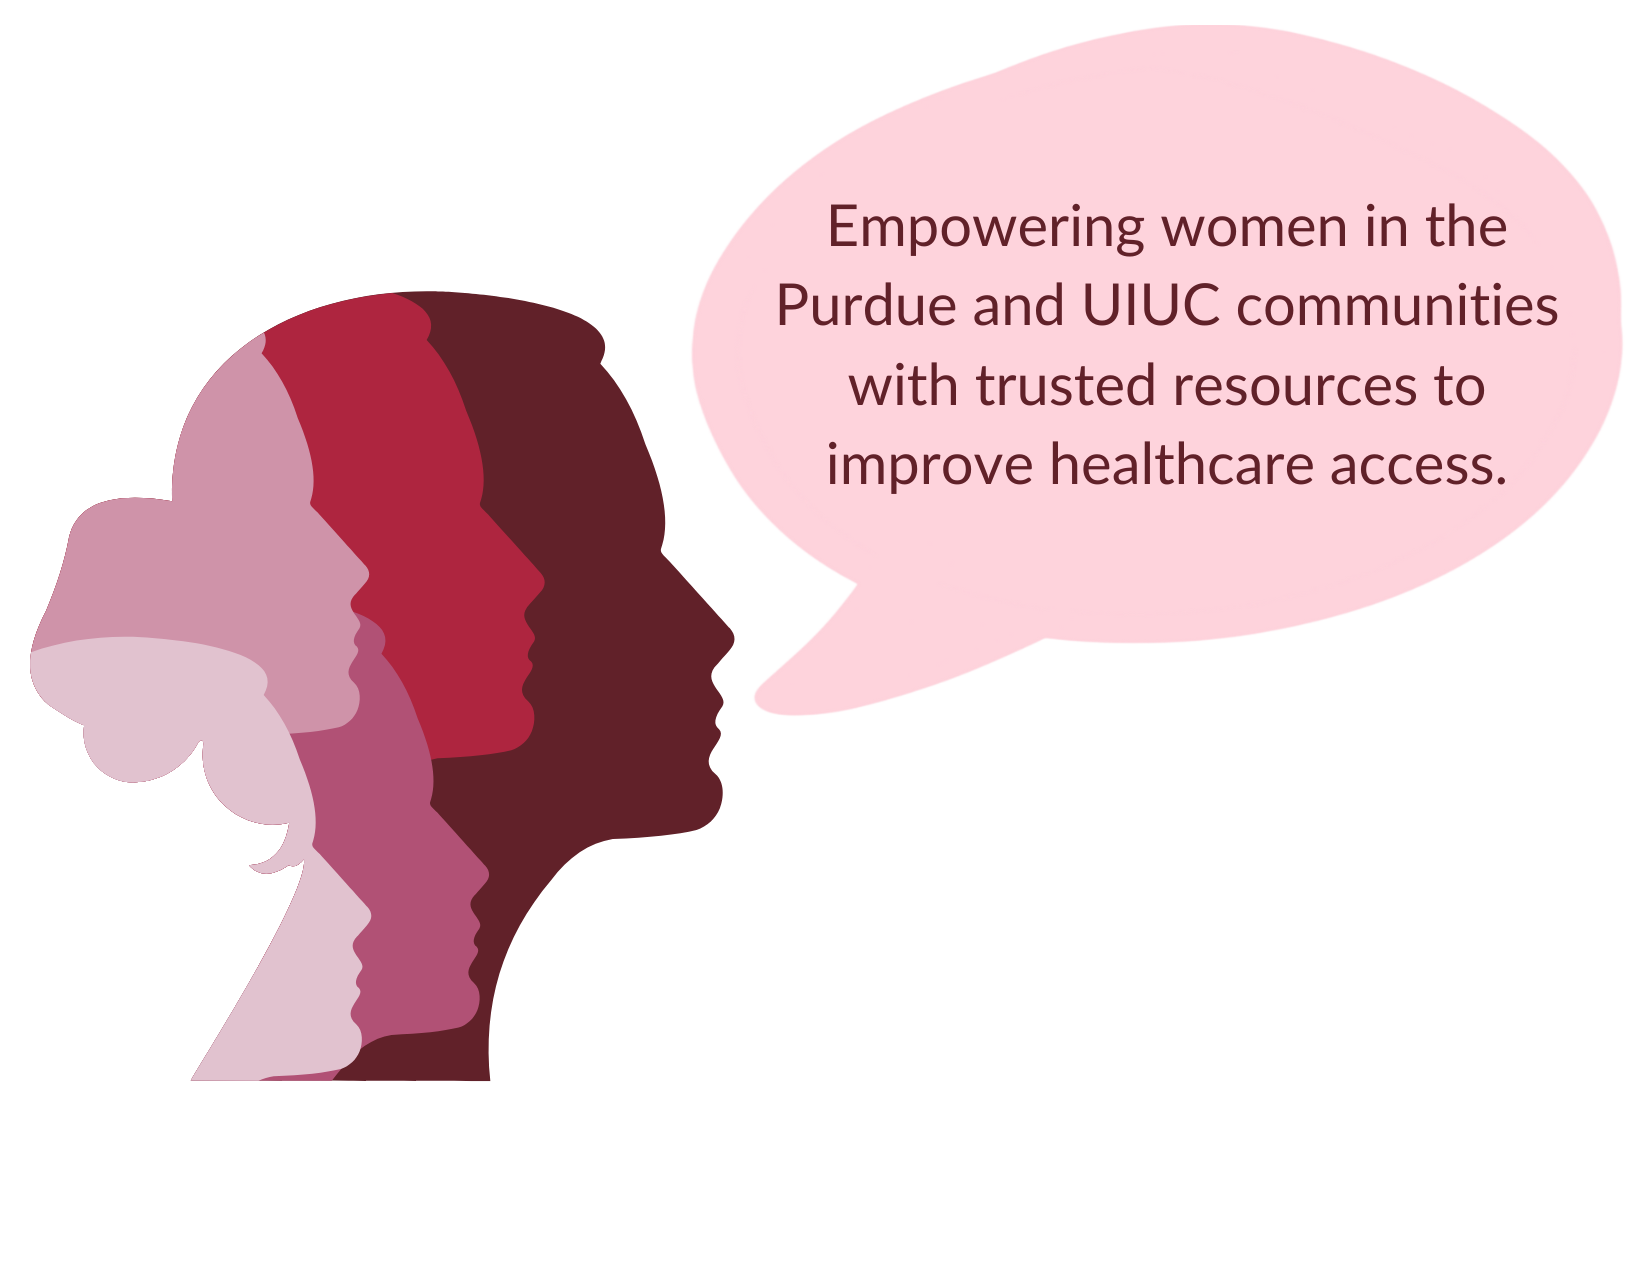 Empowering women in the
Purdue and UIUC communities
with trusted resources to
improve healthcare access.